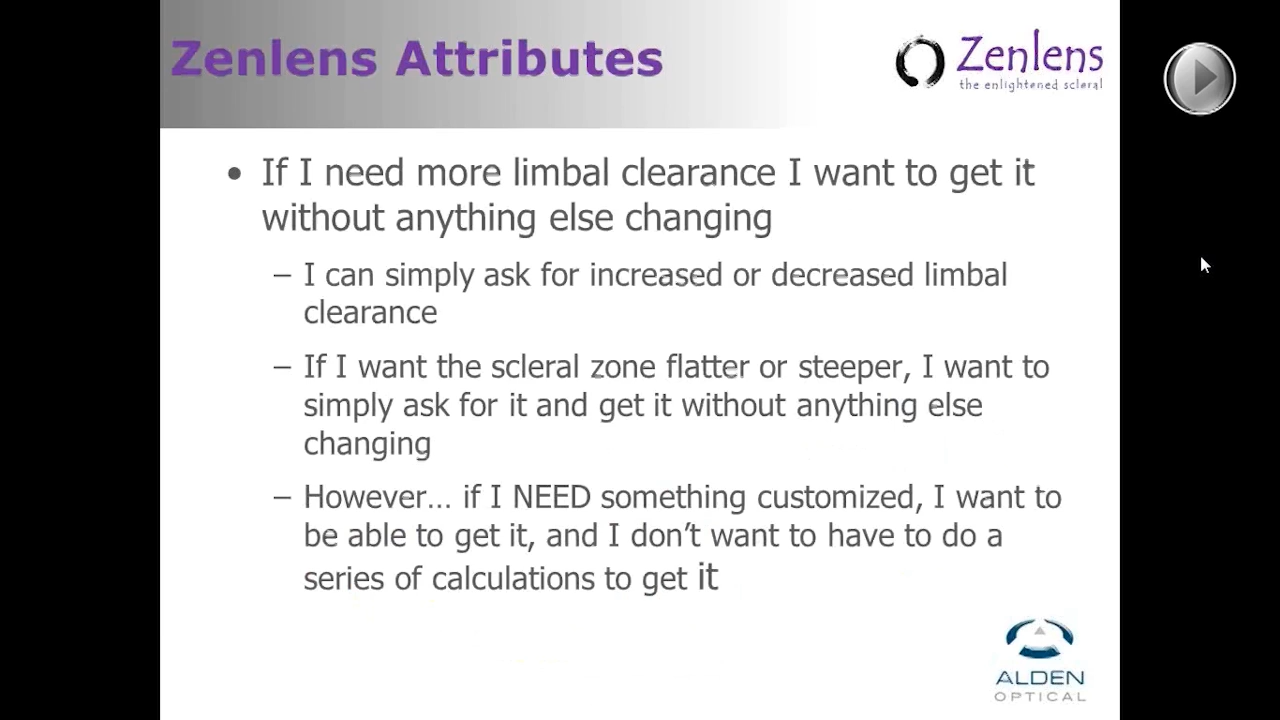 Zenlens Attributes
Zenlens
the enlightened scleral
• If I need more limbal clearance I want to get it
without anything else changing
– I can simply ask for increased or decreased limbal
clearance
– If I want the scleral zone flatter or steeper, I want to
simply ask for it and get it without anything else
changing
– However… if I NEED something customized, I want to
be able to get it, and I don’t want to have to do a
series of calculations to get it
ALDEN
OPTICAL